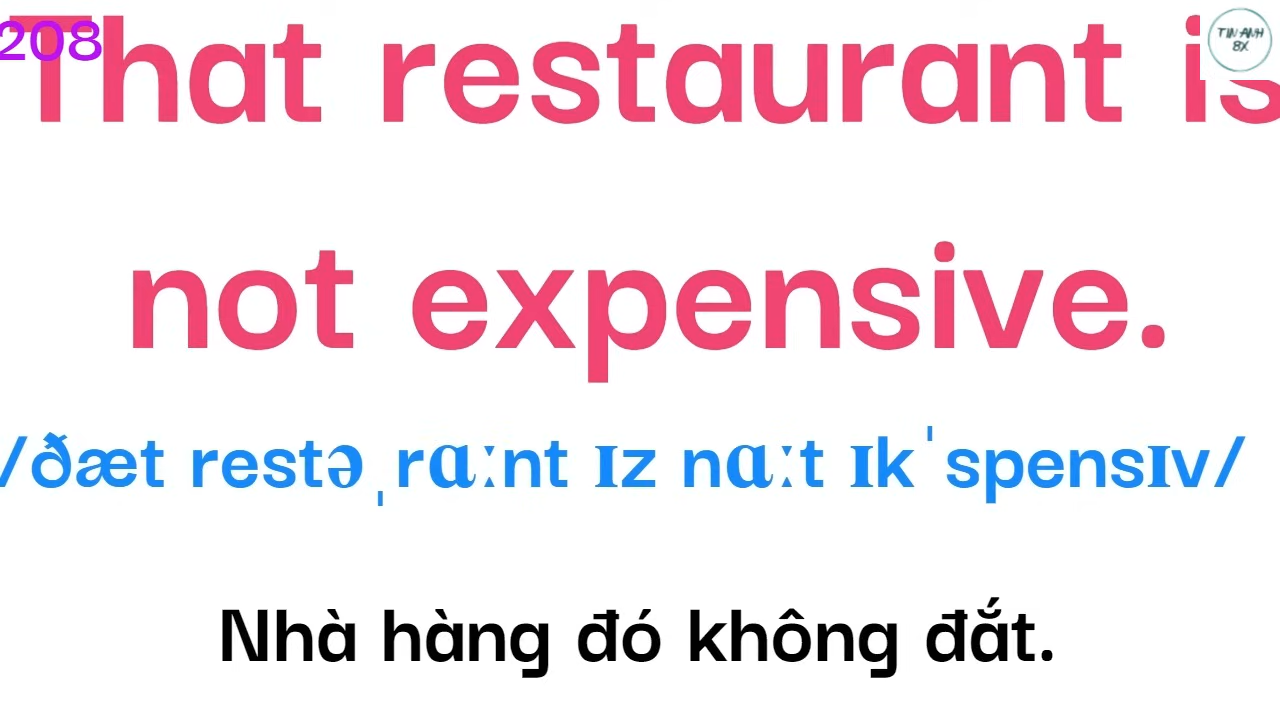 208
That restaurant is
TIN ANH
8X
not expensive.
/ðæt restəˌrɑːnt ɪz nɑːt ɪkˈspensɪv/
Nhà hàng đó không đắt.